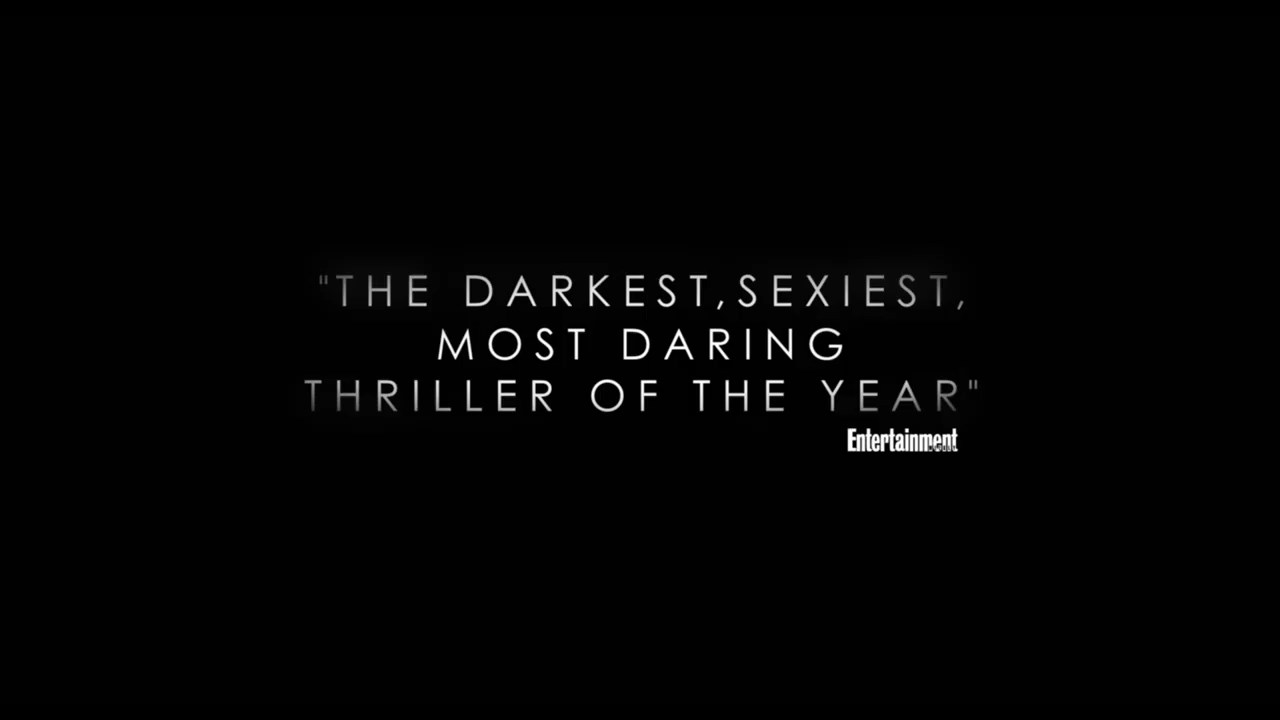 "THE DARKEST,SEXIEST,
MOST DARING
THRILLER OF THE YEAR"
Entertainment